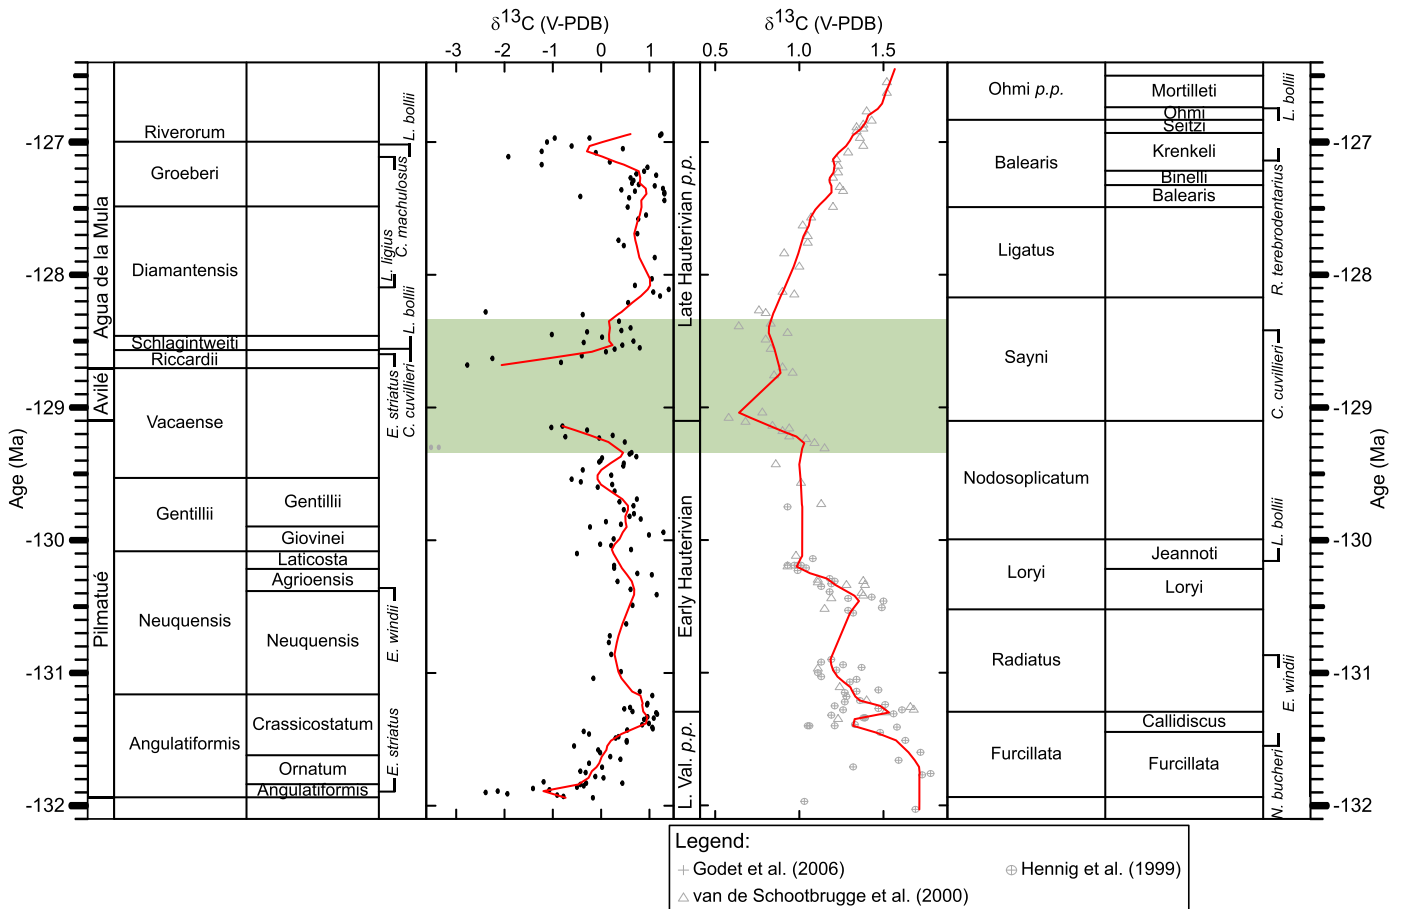 δ13C (V-PDB)
δ13C (V-PDB)
-3 -2 -1 0 1
0.5 1.0 1.5
Age (Ma)
-127
-128
-129
-130
-131
-132
Agua de la Mula
Avilé
Pilmatué
Riverorum
Groeberi
Diamantensis
Schlagintweiti
Riccardii
Vacaense
Gentillii
Neuquensis
Angulatiformis
Gentillii
Giovinei
Laticosta
Agrioensis
Neuquensis
Crassicostatum
Ornatum
Angulatiformis
L. bollii
C. machulosus
L. ligius
L. bollii
E. striatus
C. cuvillieri
E. windii
E. striatus
Late Hauterivian p.p.
Early Hauterivian
L. Val. p.p.
Ohmi p.p.
Balearis
Ligatus
Sayni
Nodosoplicatum
Loryi
Radiatus
Furcillata
Mortilleti
Ohmi
Seitzi
Krenkeli
Binelli
Balearis
Jeannoti
Loryi
Callidiscus
Furcillata
L. bollii
R. terebrodentarius
C. cuvillieri
L. bollii
E. windii
N. bucheri
-127
-128
-129
-130
-131
-132
Age (Ma)
Legend:
Godet et al. (2006)
Hennig et al. (1999)
van de Schootbrugge et al. (2000)